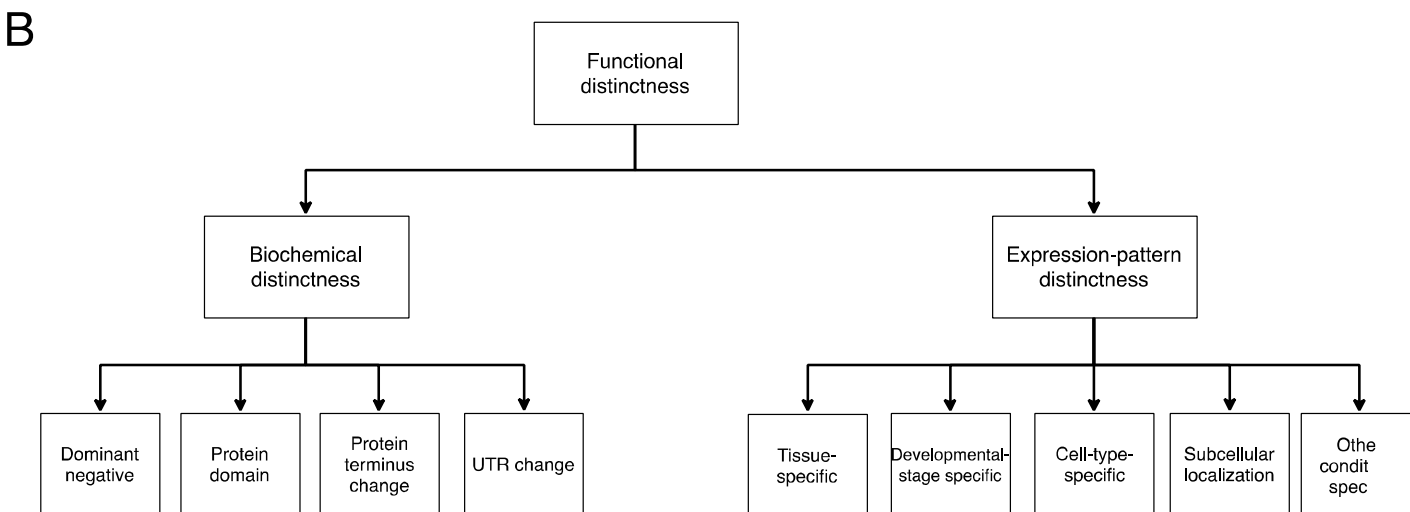 B
Functional
distinctness
Biochemical
distinctness
Expression-pattern
distinctness
Dominant
negative
Protein
domain
Protein
terminus
change
UTR change
Tissue-
specific
Developmental-
stage specific
Cell-type-
specific
Subcellular
localization
Othe
condit
spec